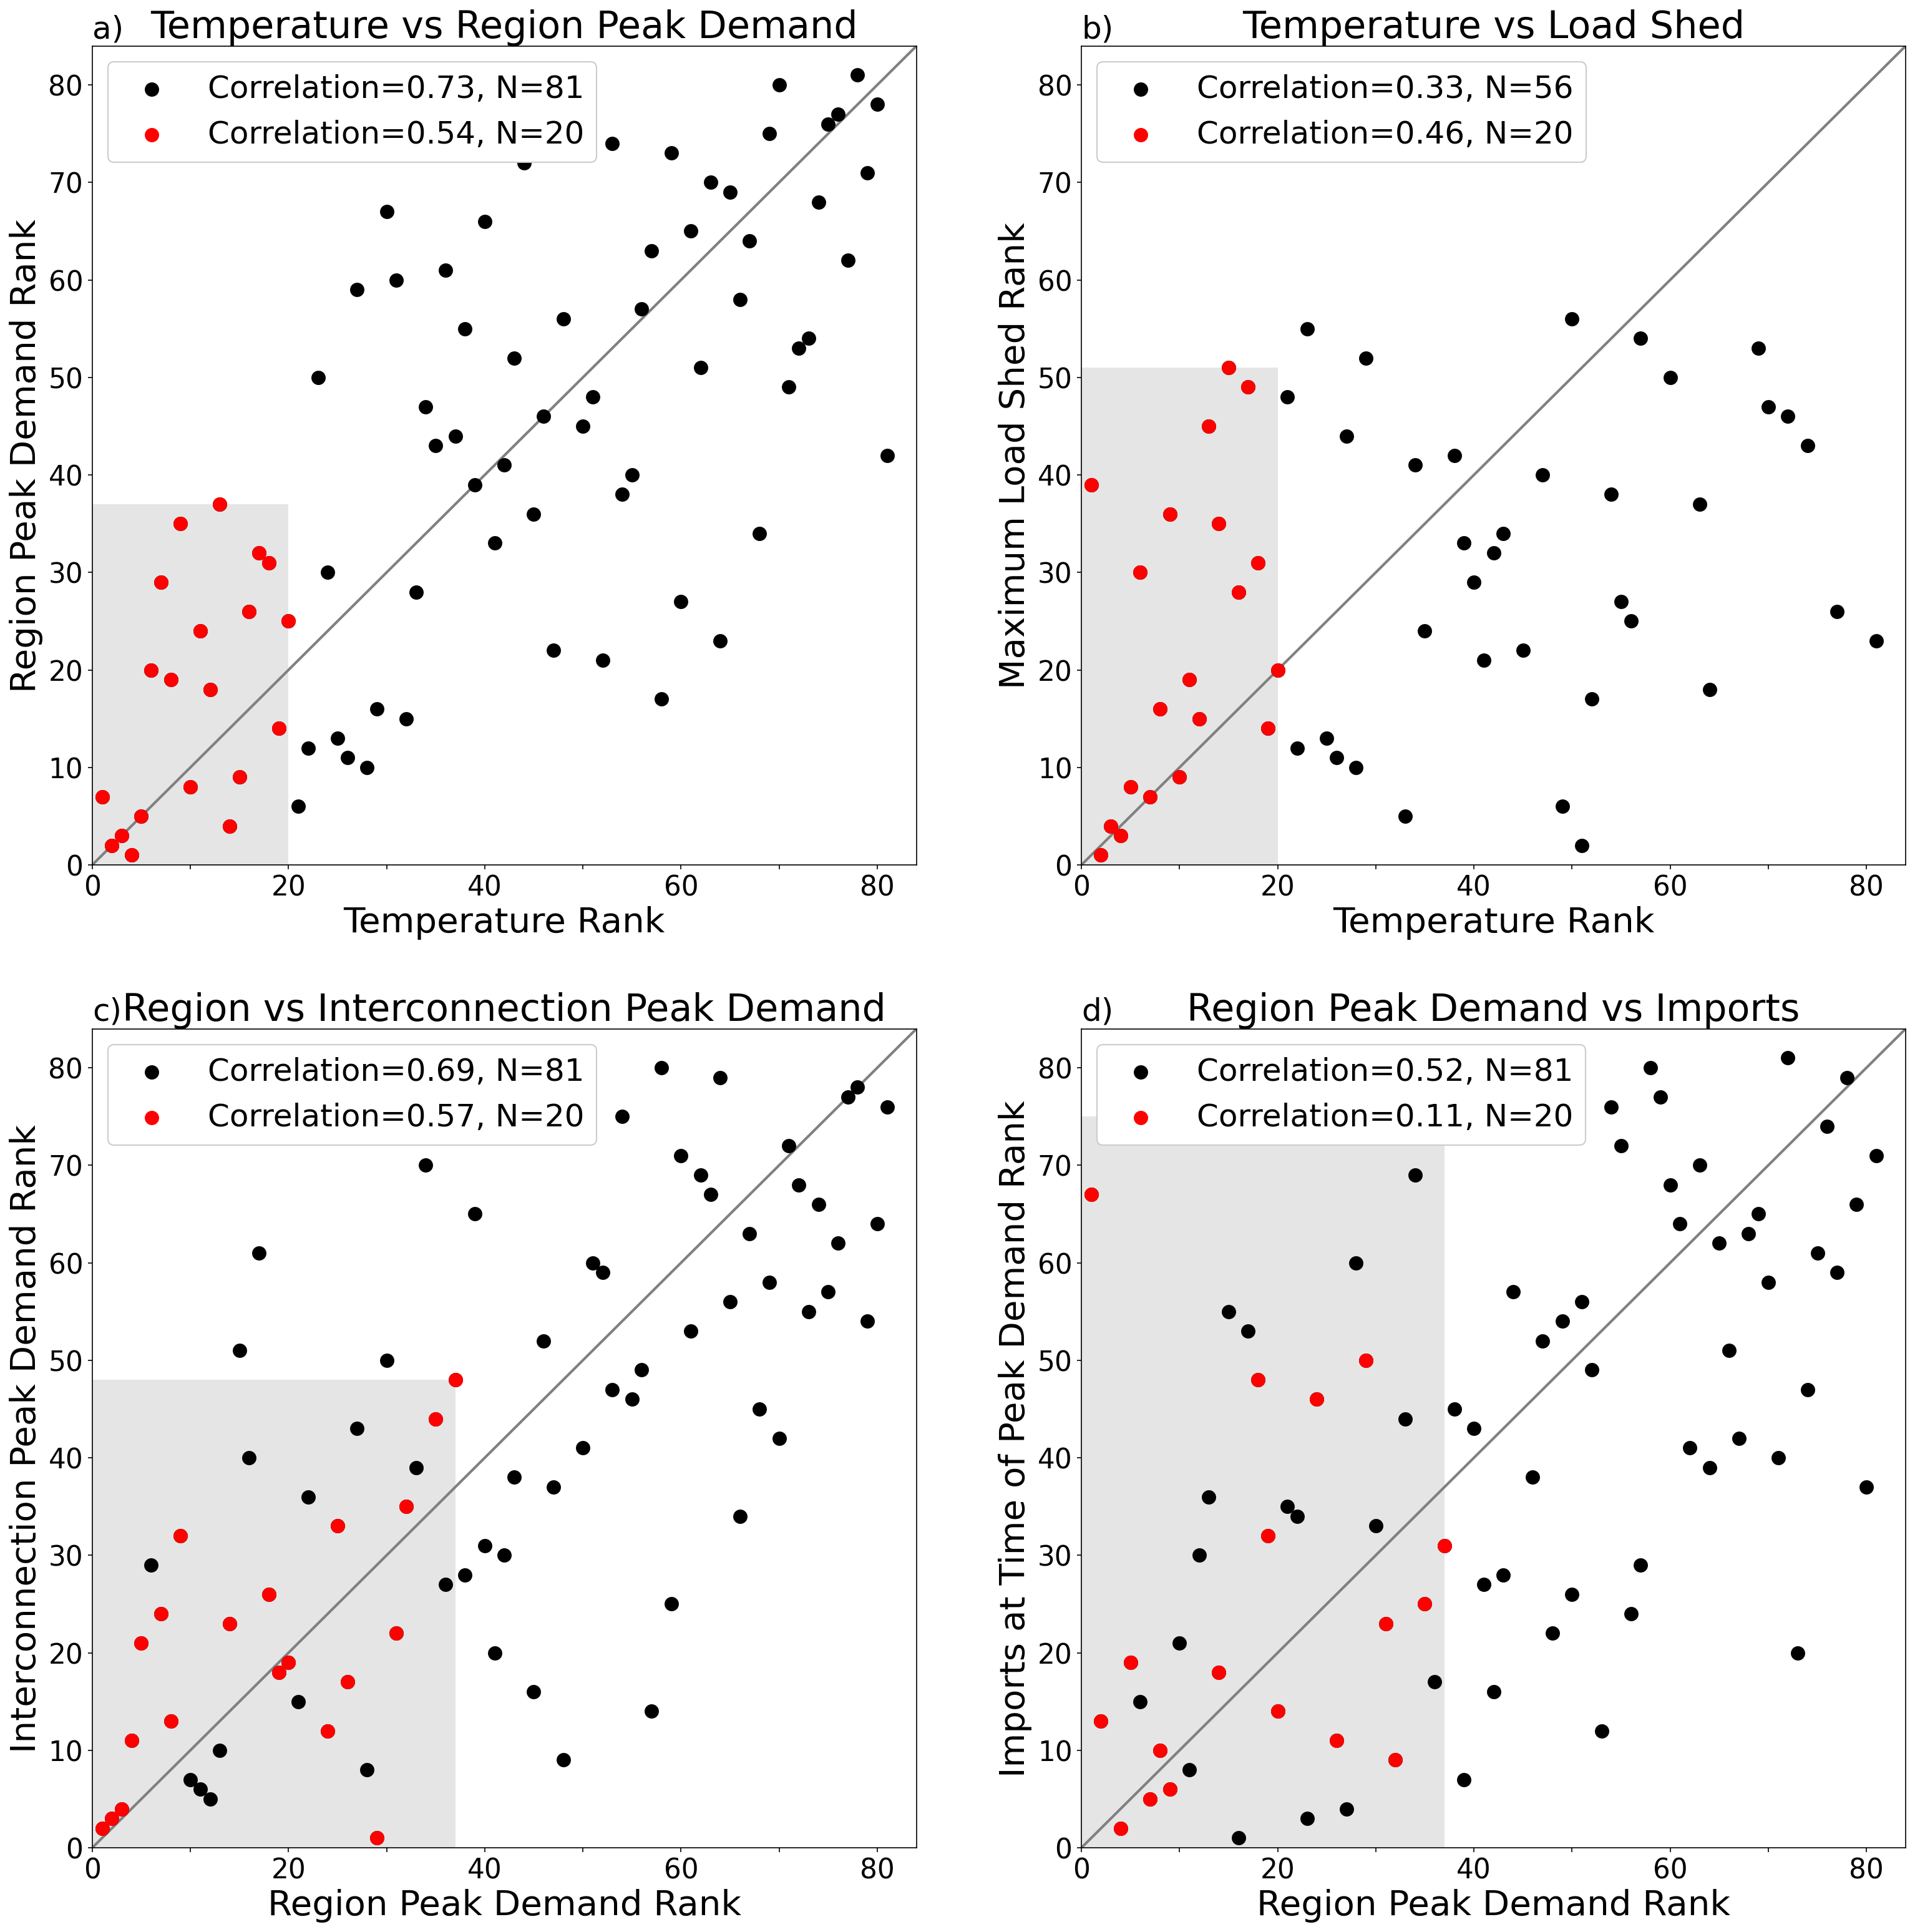 a) Temperature vs Region Peak Demand
Correlation=0.73, N=81
Correlation=0.54, N=20
Region Peak Demand Rank
80
70
60
50
40
30
20
10
0
0 20 40 60 80
Temperature Rank
b) Temperature vs Load Shed
Correlation=0.33, N=56
Correlation=0.46, N=20
Maximum Load Shed Rank
80
70
60
50
40
30
20
10
0
0 20 40 60 80
Temperature Rank
c) Region vs Interconnection Peak Demand
Correlation=0.69, N=81
Correlation=0.57, N=20
Interconnection Peak Demand Rank
80
70
60
50
40
30
20
10
0
0 20 40 60 80
Region Peak Demand Rank
d) Region Peak Demand vs Imports
Correlation=0.52, N=81
Correlation=0.11, N=20
Imports at Time of Peak Demand Rank
80
70
60
50
40
30
20
10
0
0 20 40 60 80
Region Peak Demand Rank